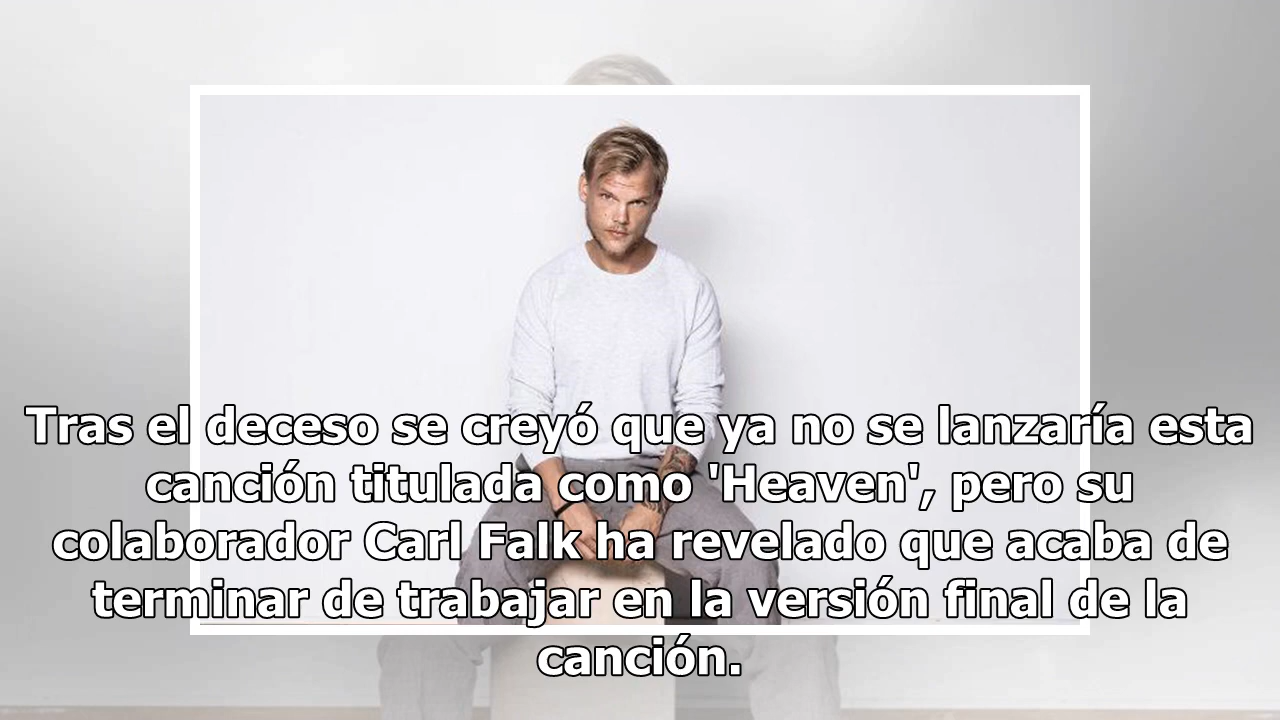 Tras el deceso se creyó que ya no se lanzaría esta
canción titulada como 'Heaven', pero su
colaborador Carl Falk ha revelado que acaba de
terminar de trabajar en la versión final de la
canción.